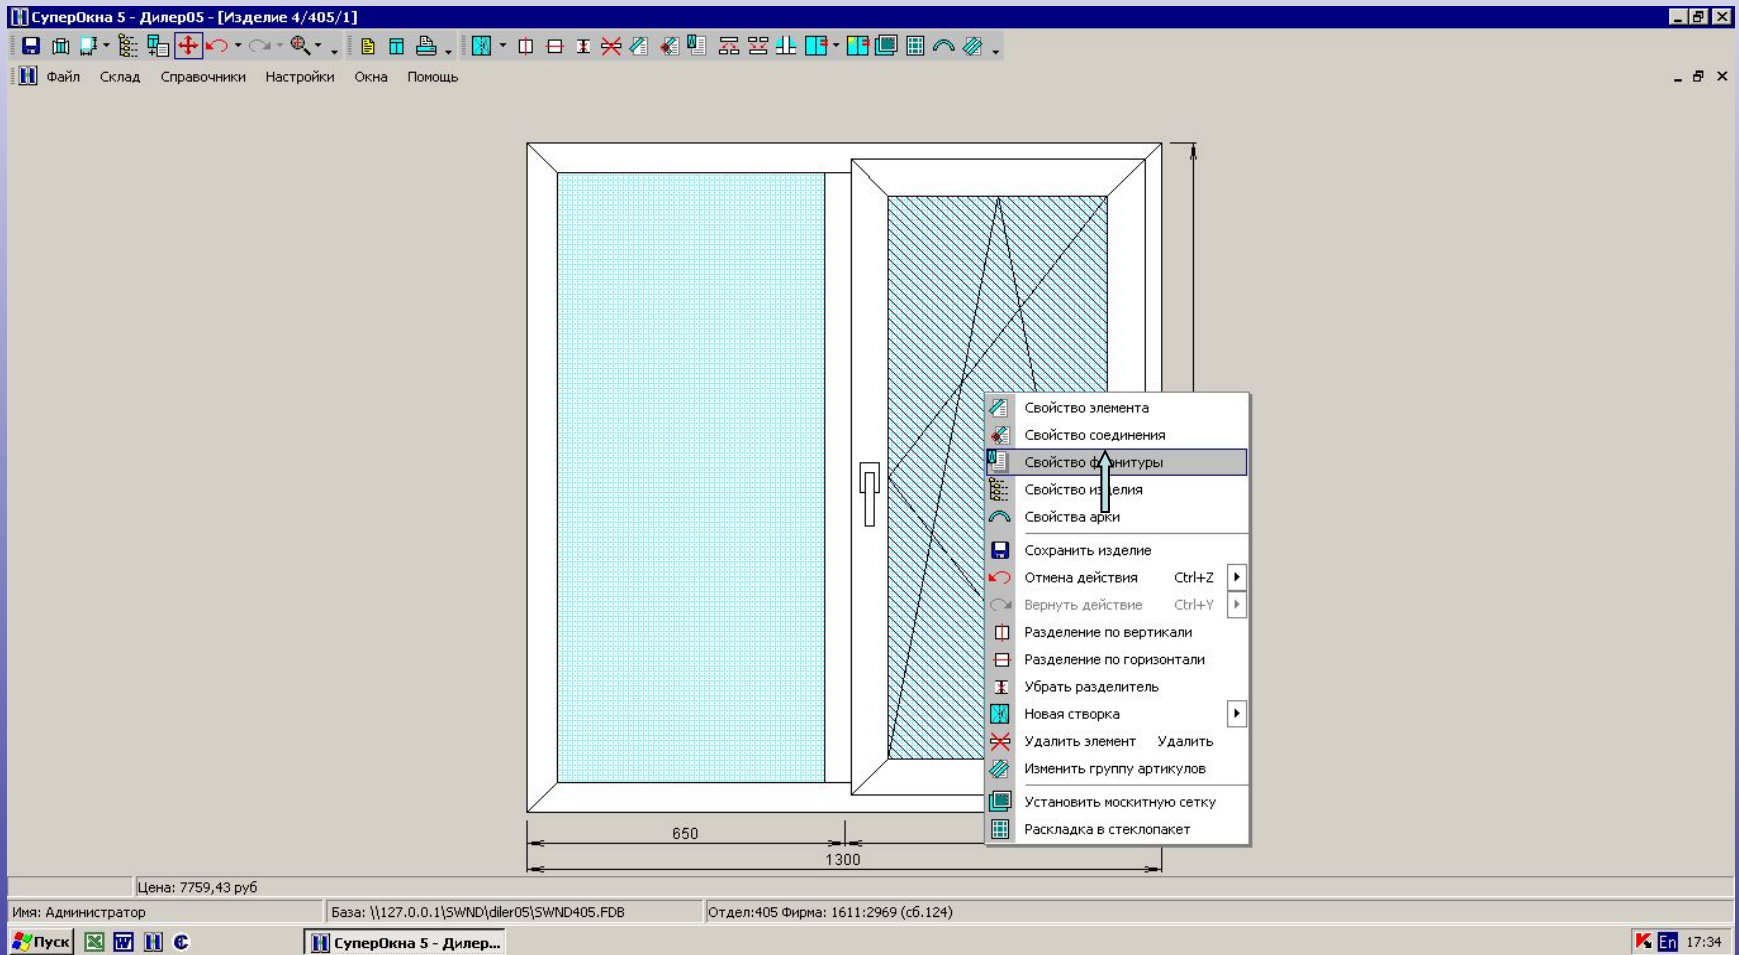 СуперОкна 5 - Дилер05 - [Изделие 4/405/1]
Файл Склад Справочники Настройки Окна Помощь
Свойство элемента
Свойство соединения
Свойство фурнитуры
Свойство изделия
Свойства арки
Сохранить изделие
Отмена действия Ctrl+Z
Вернуть действие Ctrl+Y
Разделение по вертикали
Разделение по горизонтали
Убрать разделитель
Новая створка
Удалить элемент Удалить
Изменить группу артикулов
Установить москитную сетку
Раскладка в стеклопакет
650
1300
Цена: 7759,43 руб
Имя: Администратор База: \\127.0.0.1\SWND\diler05\SWND405.FDB Отдел:405 Фирма: 1611:2969 (сб.124)
Пуск СуперОкна 5 - Дилер... En 17:34